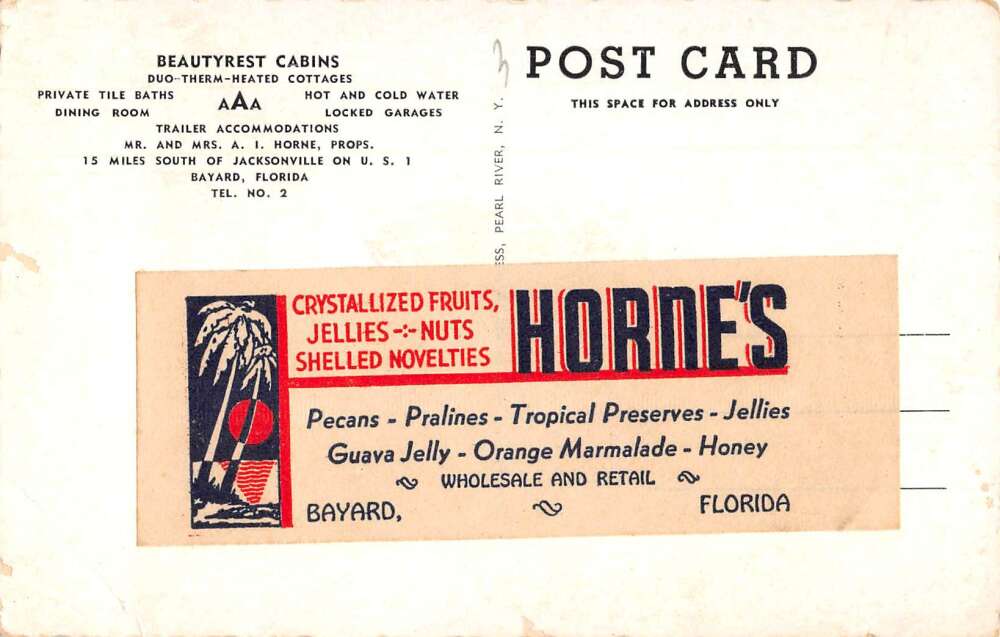 BEAUTYREST CABINS
DUO-THERM-HEATED COTTAGES
PRIVATE TILE BATHS AAA HOT AND COLD WATER
DINING ROOM LOCKED GARAGES
TRAILER ACCOMMODATIONS
MR. AND MRS. A. I. HORNE, PROPS.
15 MILES SOUTH OF JACKSONVILLE ON U. S. 1
BAYARD, FLORIDA
TEL. NO. 2
3
POST CARD
THIS SPACE FOR ADDRESS ONLY
PEARL RIVER, N. Y.
CRYSTALLIZED FRUITS,
JELLIES -:- NUTS
SHELLED NOVELTIES
HORNE'S
Pecans - Pralines - Tropical Preserves - Jellies
Guava Jelly - Orange Marmalade - Honey
WHOLESALE AND RETAIL
BAYARD, FLORIDA